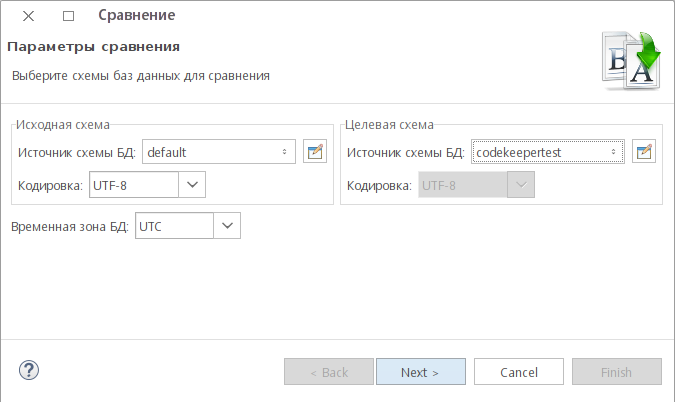 Сравнение
Параметры сравнения
Выберите схемы баз данных для сравнения
B A
Исходная схема
Источник схемы БД: default
Кодировка: UTF-8
Целевая схема
Источник схемы БД: codekeepertest
Кодировка: UTF-8
Временная зона БД: UTC
?
< Back Next > Cancel Finish